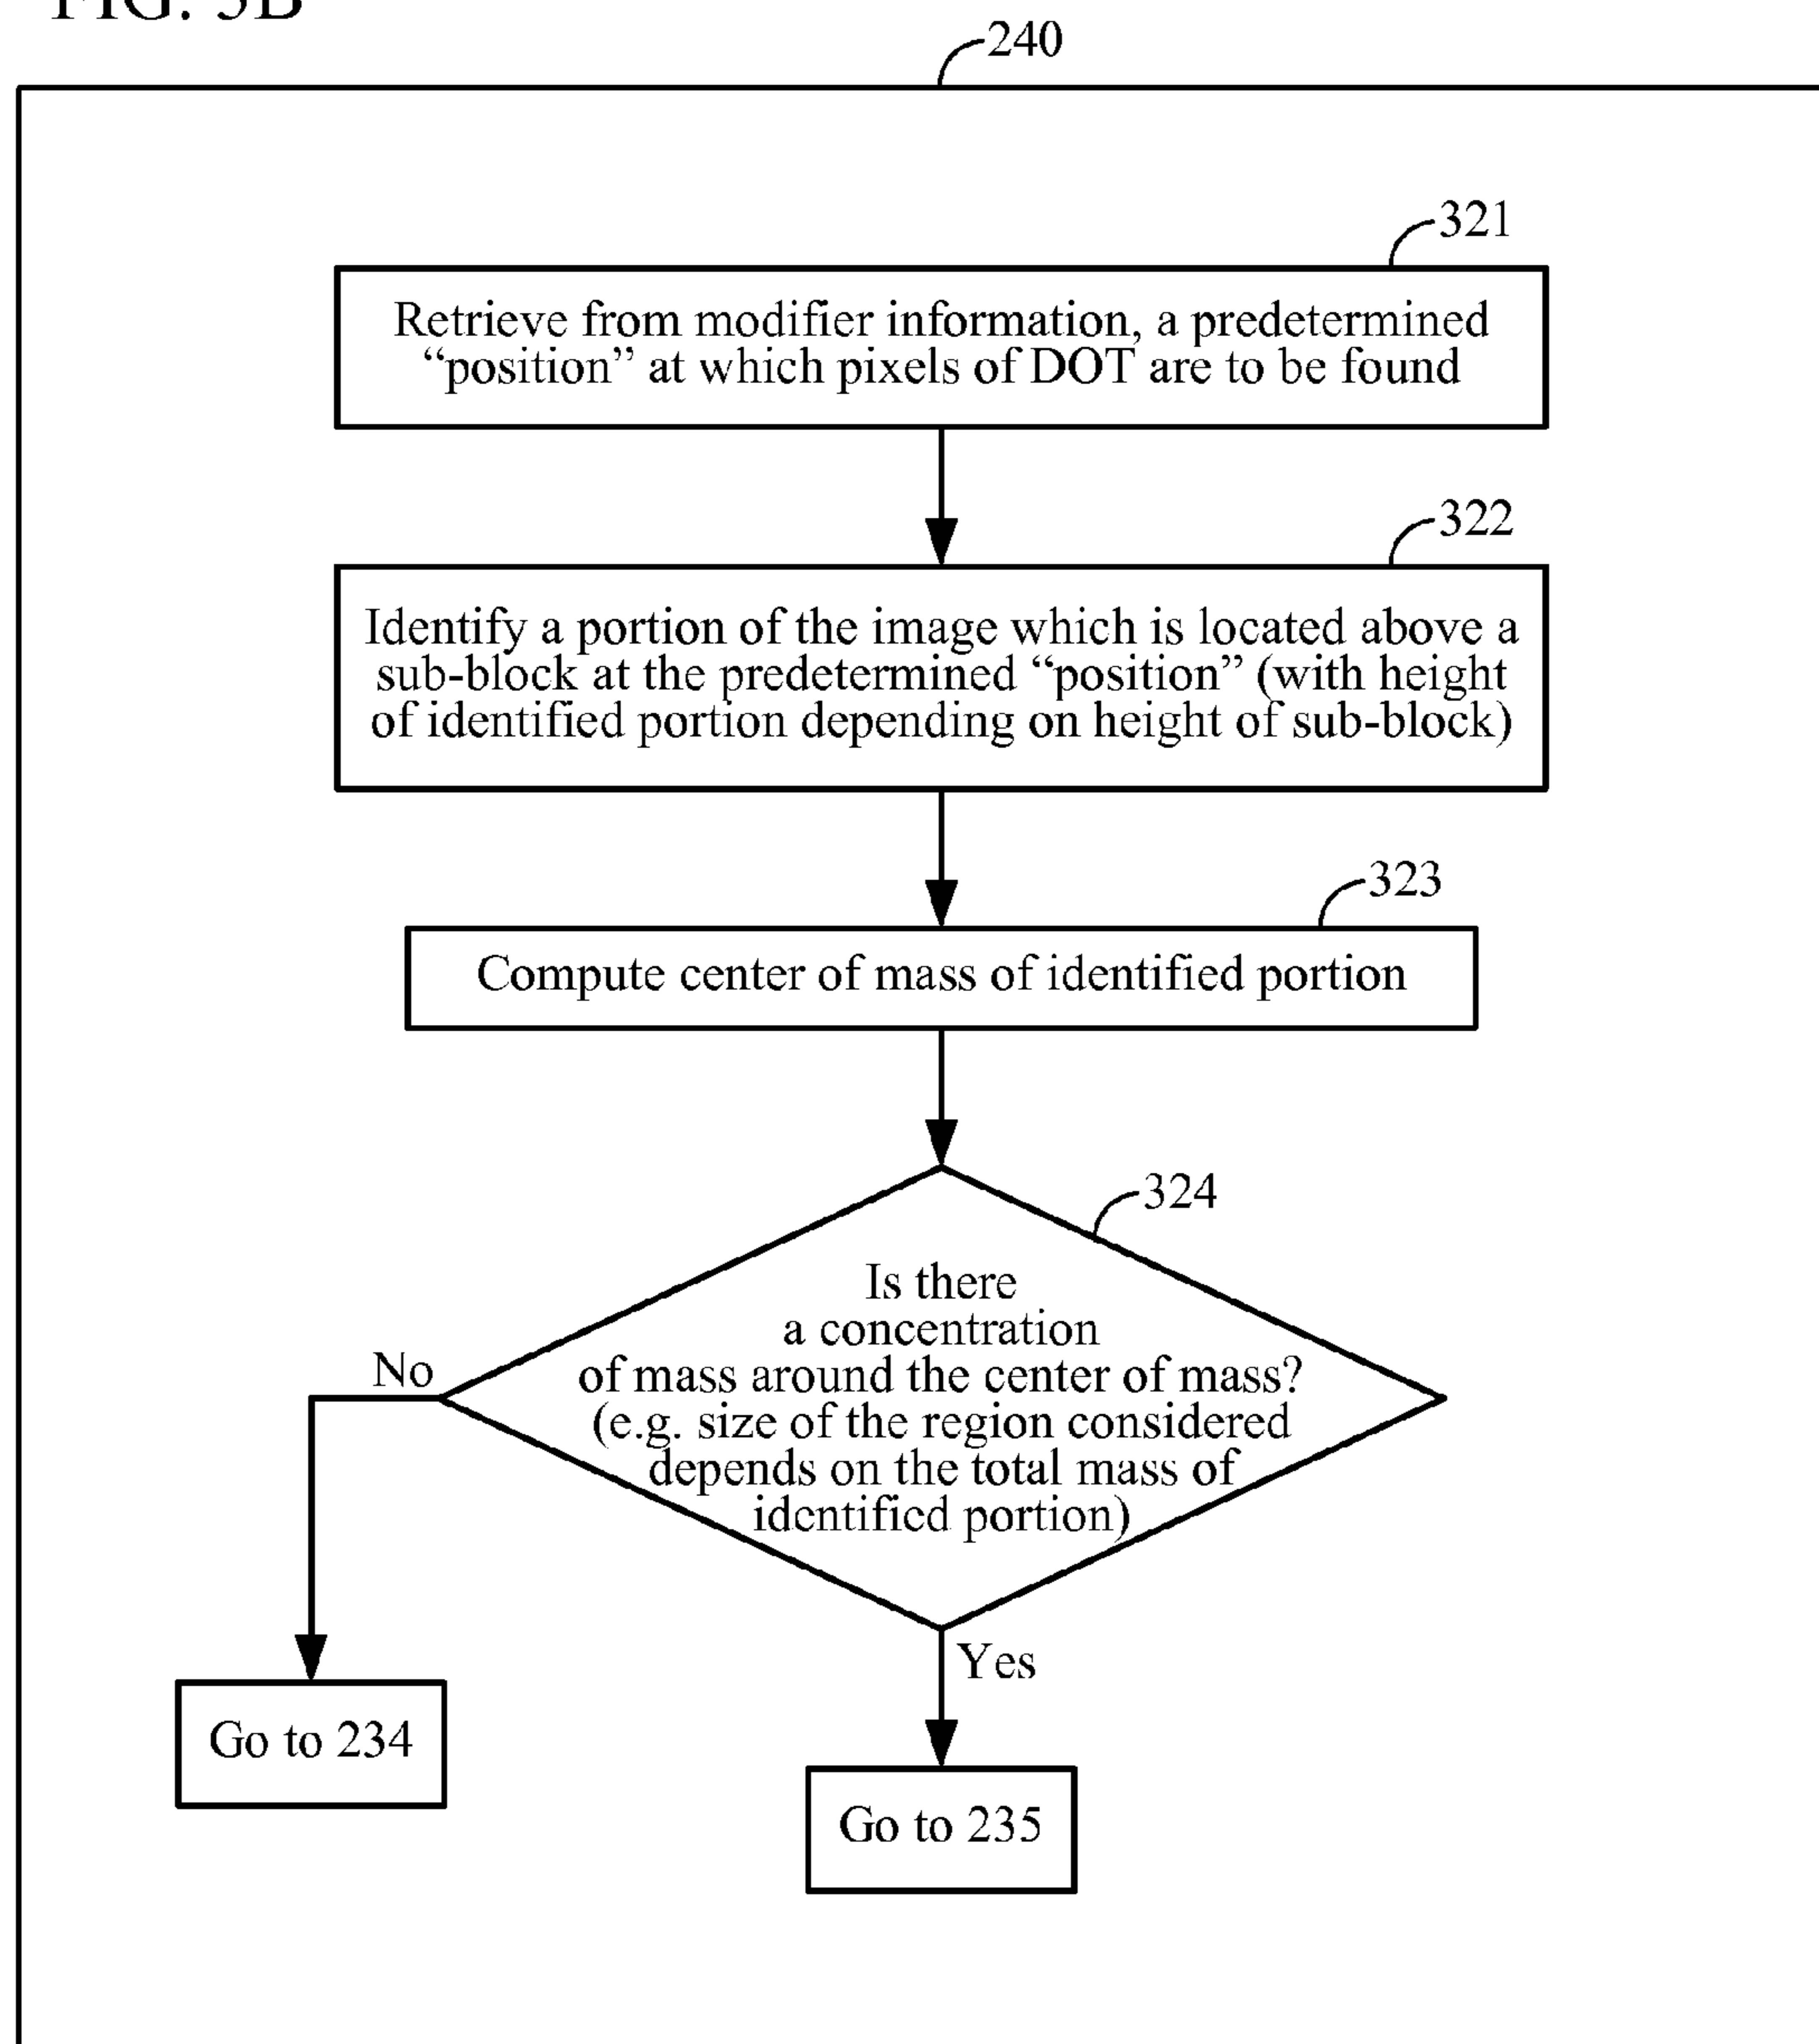 FIG. 5B
240
321
Retrieve from modifier information, a predetermined
“position” at which pixels of DOT are to be found
322
Identify a portion of the image which is located above a
sub-block at the predetermined “position” (with height
of identified portion depending on height of sub-block)
323
Compute center of mass of identified portion
324
Is there
a concentration
of mass around the center of mass?
(e.g. size of the region considered
depends on the total mass of
identified portion)
No
Yes
Go to 234
Go to 235